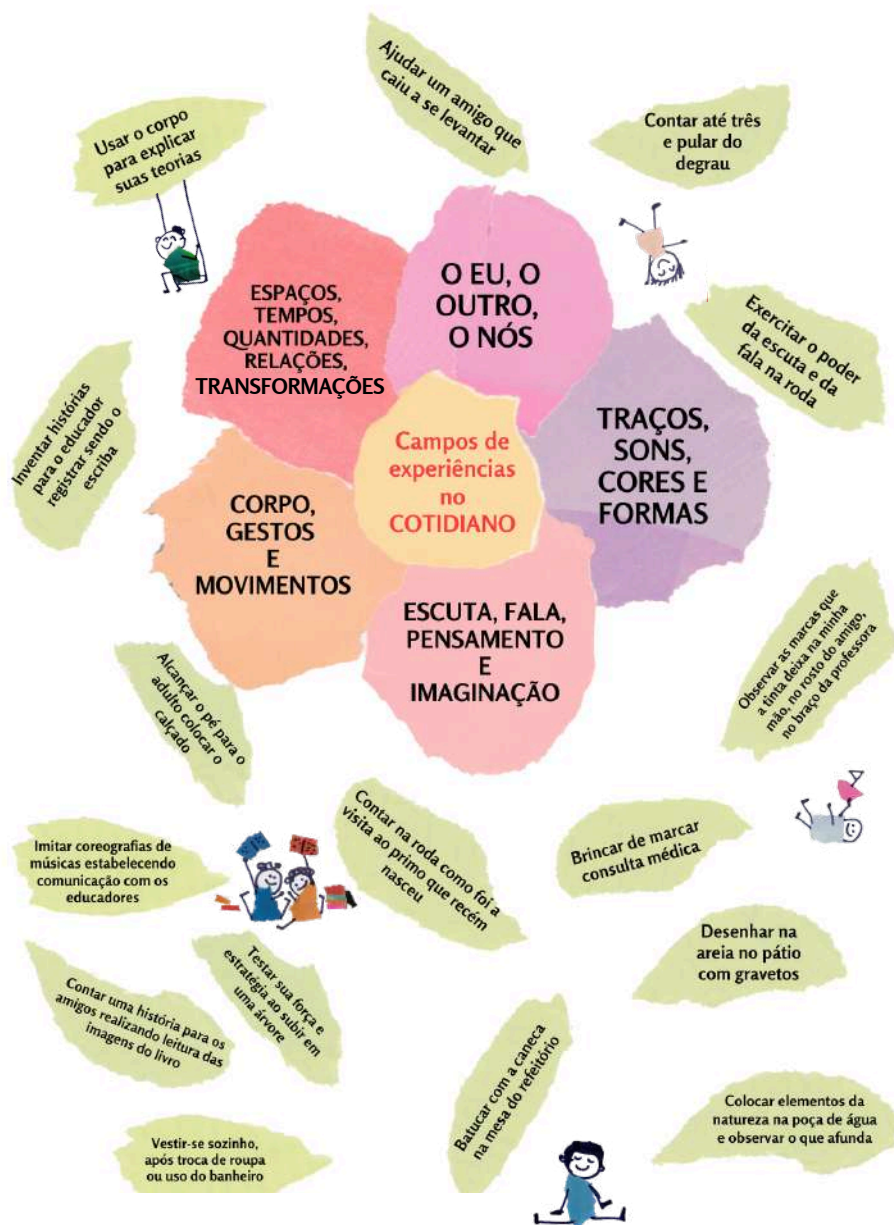 Ajudar um amigo que
caiu a se levantar
Usar o corpo
para explicar
suas teorias
Contar até três
e pular do
degrau
O EU, O
OUTRO,
O NÓS
ESPAÇOS,
TEMPOS,
QUANTIDADES,
RELAÇÕES,
TRANSFORMAÇÕES
Exercitar o poder
da escuta e da
fala na roda
Inventar histórias
para o educador
registrar sendo o
escriba
TRAÇOS,
SONS,
CORES E
FORMAS
Campos de
experiências
no
COTIDIANO
CORPO,
GESTOS
E
MOVIMENTOS
ESCUTA, FALA,
PENSAMENTO
E
IMAGINAÇÃO
Observar as marcas que
a tinta deixa na minha
mão, no rosto do amigo,
no braço da professora
Alcançar o pé para o
adulto colocar o
calçado
Imitar coreografias de
músicas estabelecendo
comunicação com os
educadores
Contar na roda como foi a
visita ao primo que recém
nasceu
Brincar de marcar
consulta médica
Desenhar na
areia no pátio
com gravetos
Contar uma história para os
amigos realizando leitura das
imagens do livro
Testar sua força e
estratégia ao subir em
uma árvore
Batucar com a caneca
na mesa do refeitório
Colocar elementos da
natureza na poça de água
e observar o que afunda
Vestir-se sozinho,
após troca de roupa
ou uso do banheiro